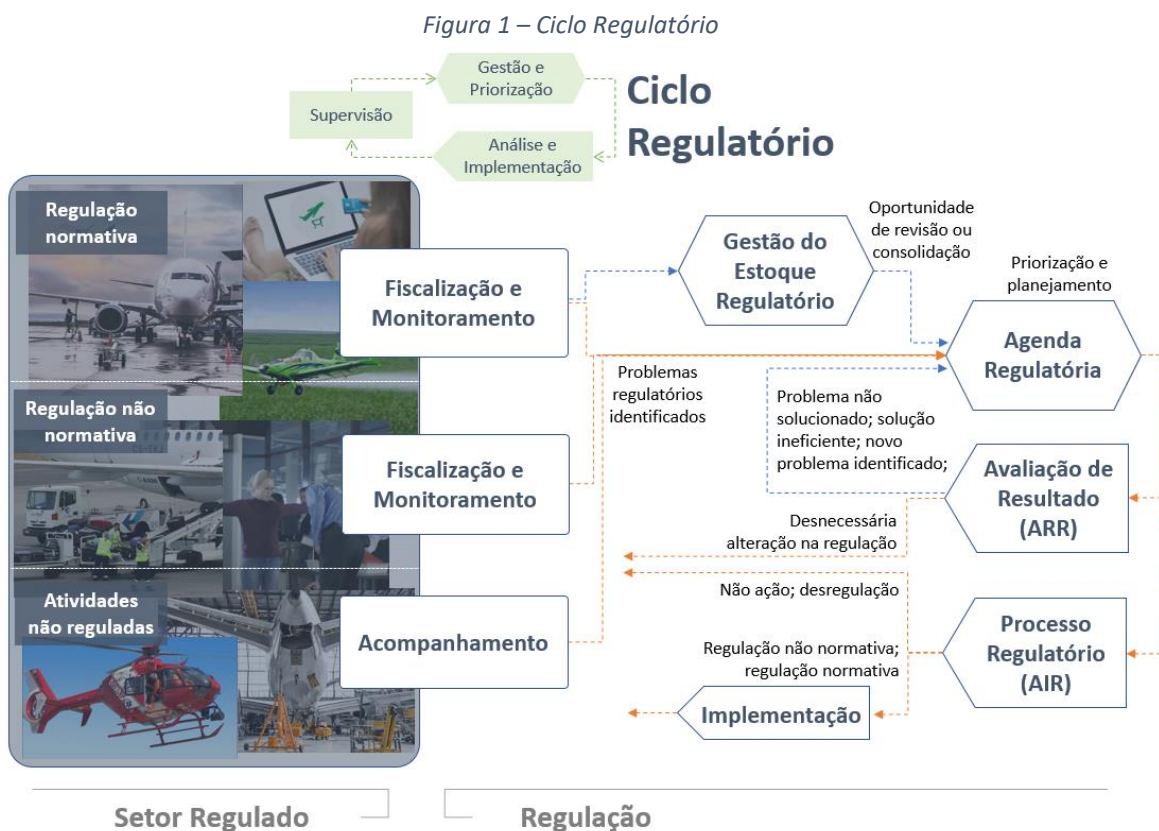 Figura 1 – Ciclo Regulatório
Gestão e
Priorização
Supervisão
Análise e
Implementação
Ciclo
Regulatório
Regulação
normativa
Fiscalização e
Monitoramento
Gestão do
Estoque
Regulatório
Oportunidade
de revisão ou
consolidação
Priorização e
planejamento
Agenda
Regulatória
Problemas
regulatórios
identificados
Problema não
solucionado; solução
ineficiente; novo
problema identificado;
Regulação não
normativa
Fiscalização e
Monitoramento
Avaliação de
Resultado
(ARR)
Desnecessária
alteração na regulação
Não ação; desregulação
Atividades
não reguladas
Acompanhamento
Regulação não normativa;
regulação normativa
Processo
Regulatório
(AIR)
Implementação
Setor Regulado
Regulação